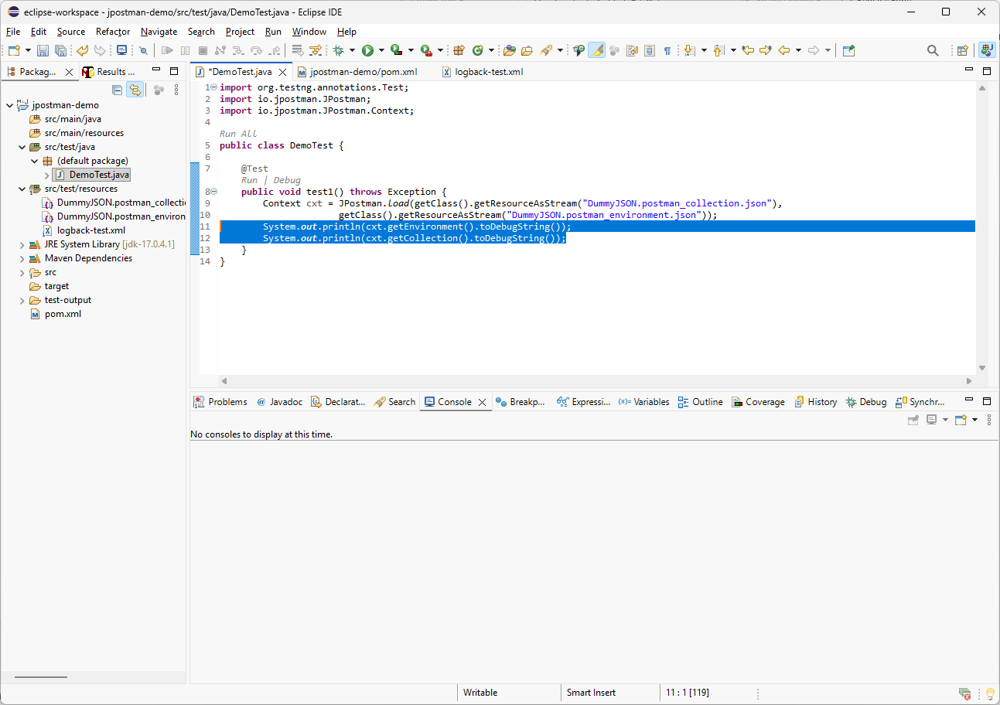 eclipse-workspace - jpostman-demo/src/test/java/DemoTest.java - Eclipse IDE
File Edit Source Refactor Navigate Search Project Run Window Help
Packag... Results ...
*DemoTest.java jpostman-demo/pom.xml logback-test.xml
jpostman-demo
src/main/java
src/main/resources
src/test/java
(default package)
DemoTest.java
src/test/resources
DummyJSON.postman_collectio
DummyJSON.postman_environ
logback-test.xml
JRE System Library [jdk-17.0.4.1]
Maven Dependencies
src
target
test-output
pom.xml
1 import org.testng.annotations.Test;
2 import io.jpostman.JPostman;
3 import io.jpostman.JPostman.Context;
4
Run All
5 public class DemoTest {
6
7 @Test
Run | Debug
8 public void test1() throws Exception {
9 Context cxt = JPostman.load(getClass().getResourceAsStream("DummyJSON.postman_collection.json"),
10 getClass().getResourceAsStream("DummyJSON.postman_environment.json"));
11 System.out.println(cxt.getEnvironment().toDebugString());
12 System.out.println(cxt.getCollection().toDebugString());
13 }
14 }
Problems Javadoc Declarat... Search Console Breakp... Expressi... Variables Outline Coverage History Debug Synchr...
No consoles to display at this time.
Writable Smart Insert 11 : 1 [119]